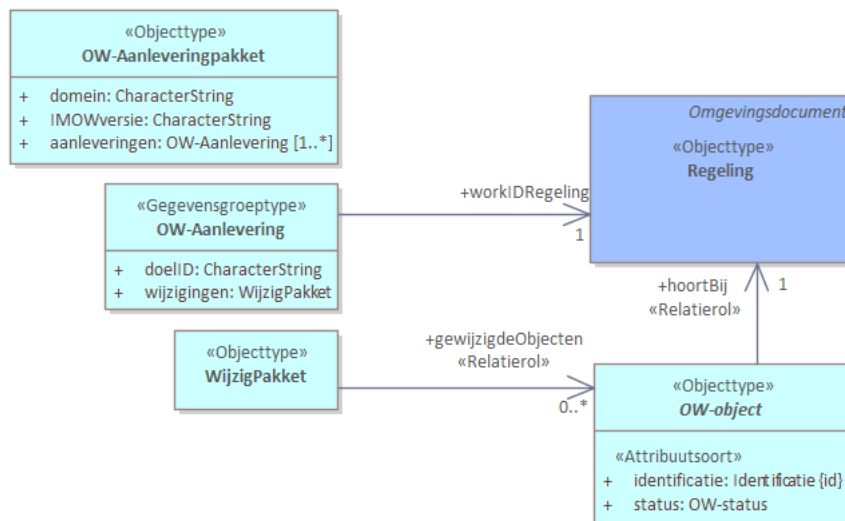 «Objecttype»
OW-Aanleveringpakket
+ domein: CharacterString
+ IMOWversie: CharacterString
+ aanleveringen: OW-Aanlevering [1..*]
«Gegevensgroeptype»
OW-Aanlevering
+ doelID: CharacterString
+ wijzigingen: WijzigPakket
«Objecttype»
WijzigPakket
+workIDRegeling
1
Omgevingsdocument
«Objecttype»
Regeling
+hoortBij
«Relatierol»
1
+gewijzigdeObjecten
«Relatierol»
0..*
«Objecttype»
OW-object
«Attribuutsoort»
+ identificatie: Identificatie {id}
+ status: OW-status